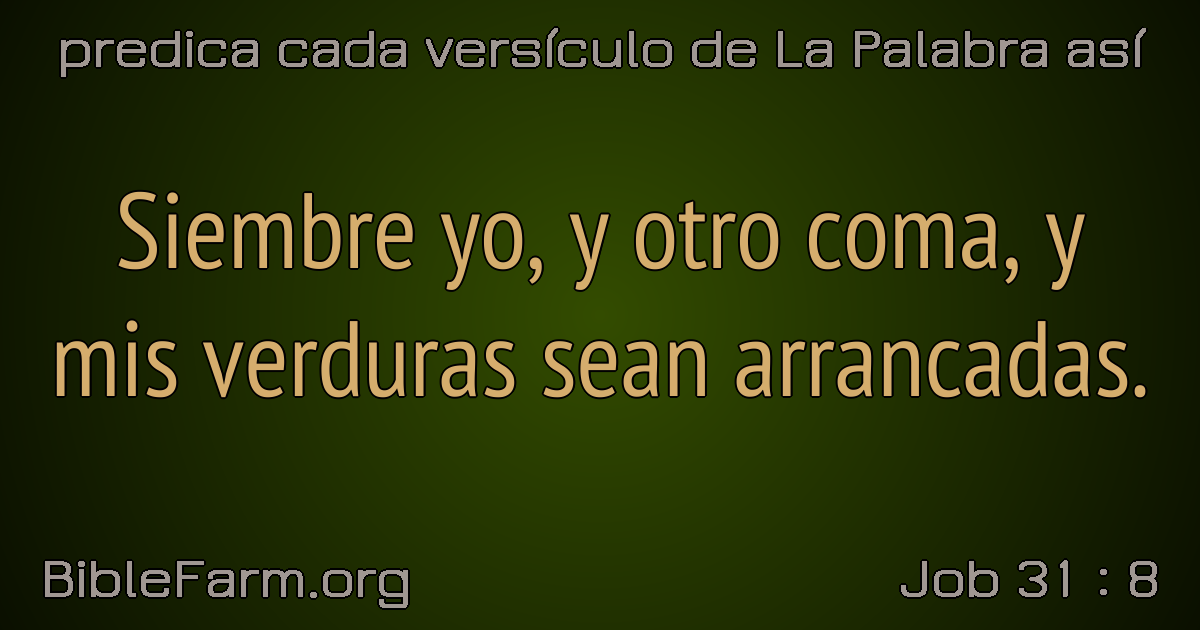 predica cada versículo de La Palabra así
Siembre yo, y otro coma, y
mis verduras sean arrancadas.
BibleFarm.org
Job 31 : 8